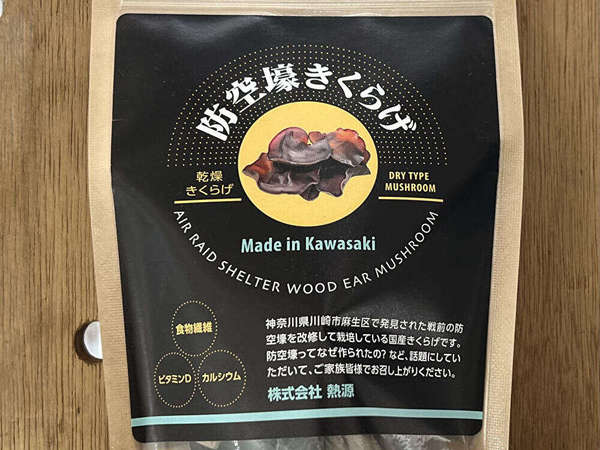 防空壕きくらげ
乾燥
きくらげ
DRY TYPE
MUSHROOM
Made in Kawasaki
AIR RAID SHELTER WOOD EAR MUSHROOM
食物繊維
ビタミンD
カルシウム
神奈川県川崎市麻生区で発見された戦前の防
空壕を改修して栽培している国産きくらげです。
防空壕ってなぜ作られたの？など、話題にしてい
ただいて、ご家族皆様でお召し上がりください。
株式会社 熱源